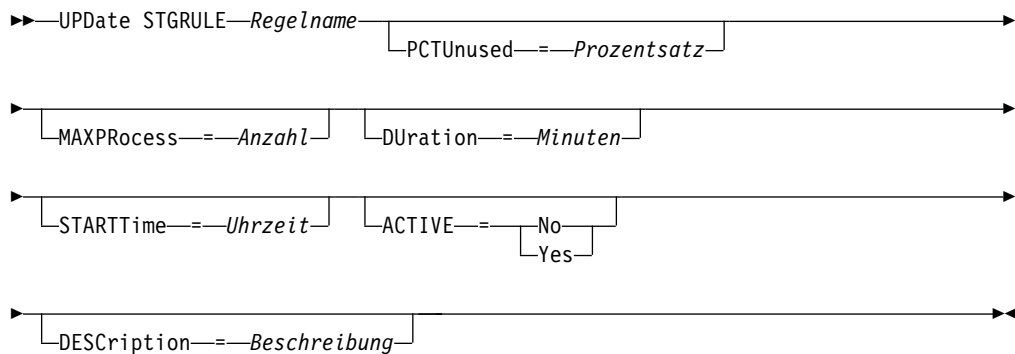 UPDate STGRULE Regelname
PCTUnused = Prozentsatz
MAXPRocess = Anzahl DUration = Minuten
STARTTime = Uhrzeit ACTIVE = No
Yes
DESCription = Beschreibung